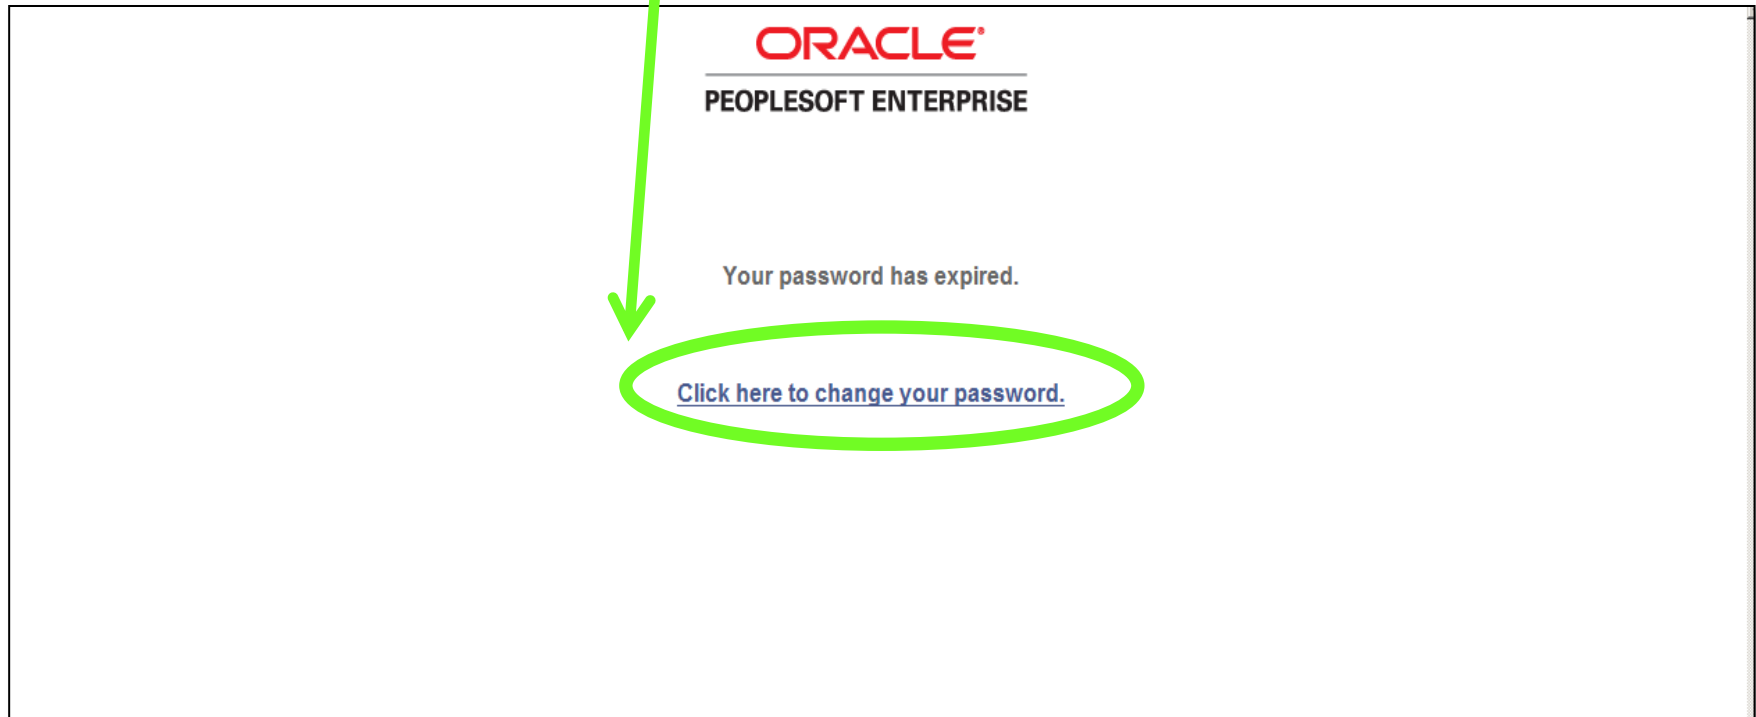 ORACLE®
PEOPLESOFT ENTERPRISE
Your password has expired.
Click here to change your password.